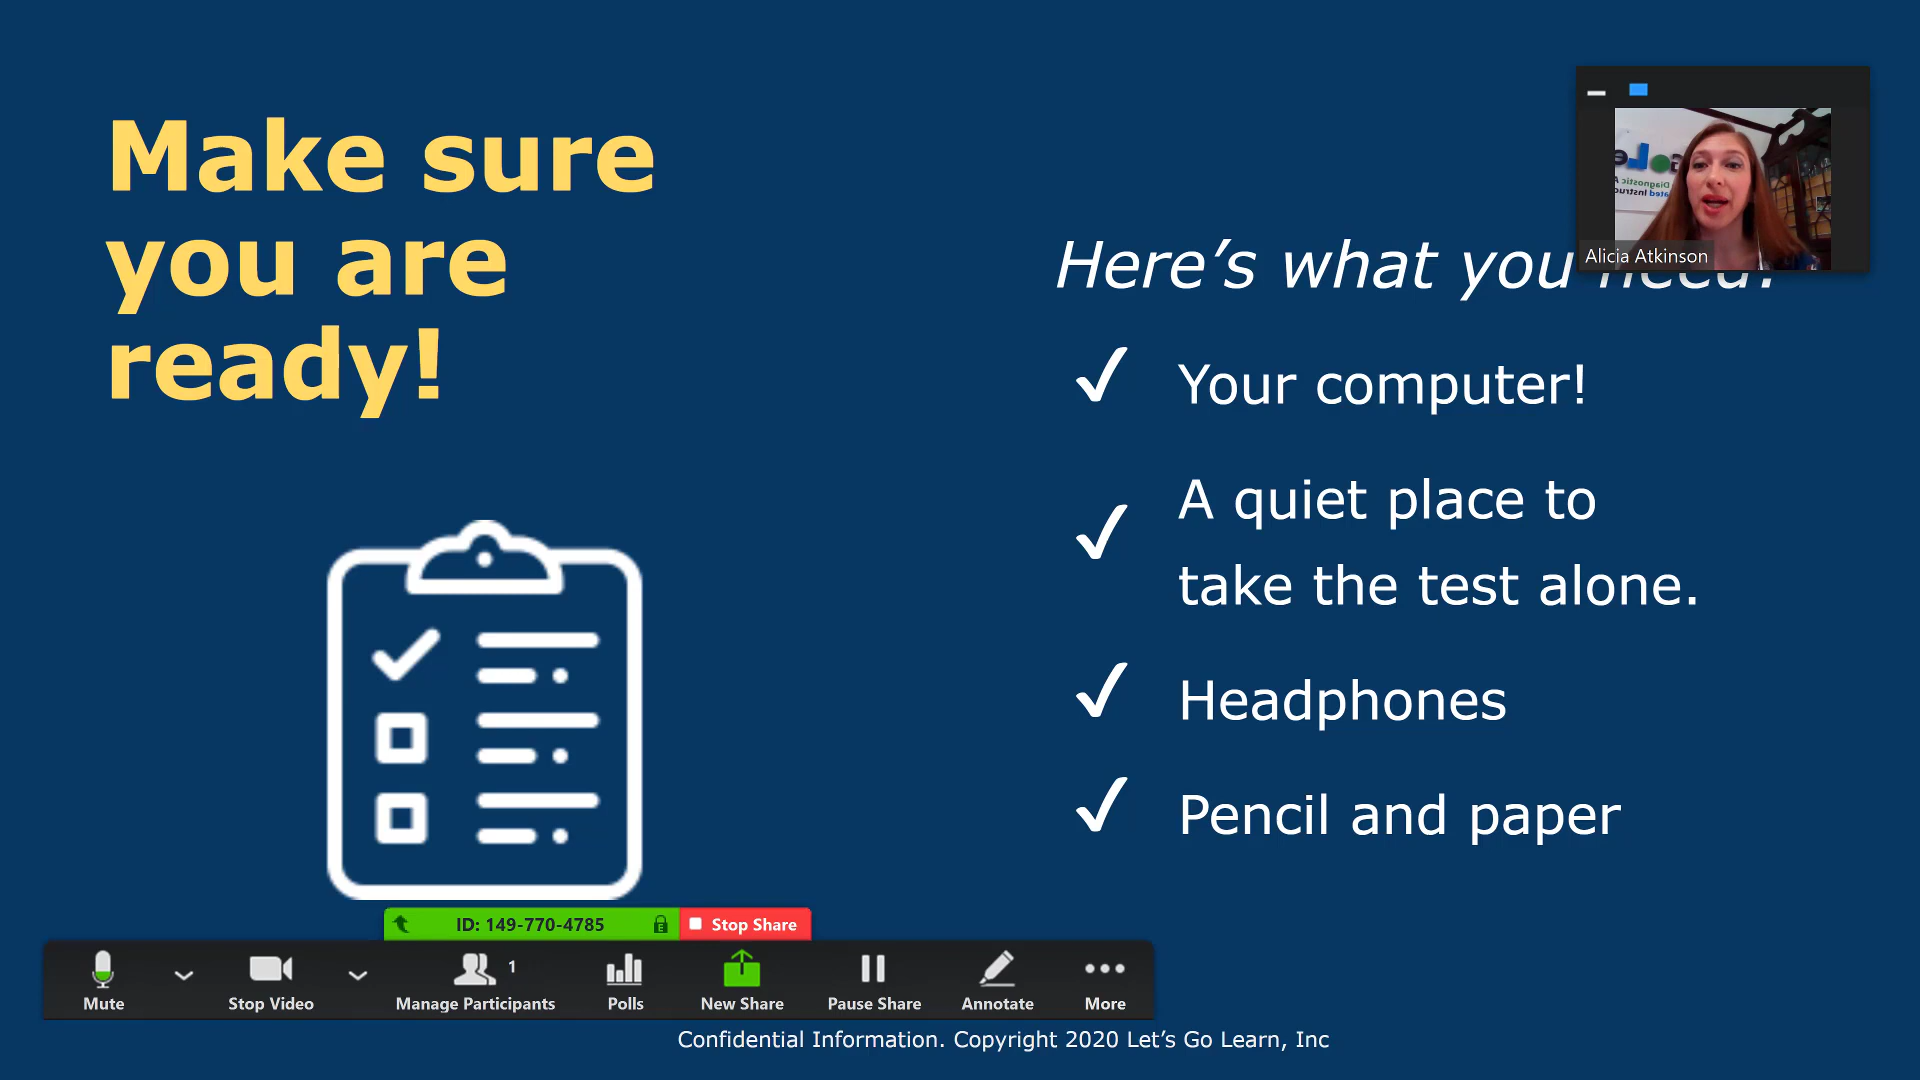 Make sure
you are
ready!
Here’s what you need:
Alicia Atkinson
Your computer!
A quiet place to
take the test alone.
Headphones
Pencil and paper
ID: 149-770-4785
Stop Share
1
Mute
Stop Video
Manage Participants
Polls
New Share
Pause Share
Annotate
More
Confidential Information. Copyright 2020 Let’s Go Learn, Inc